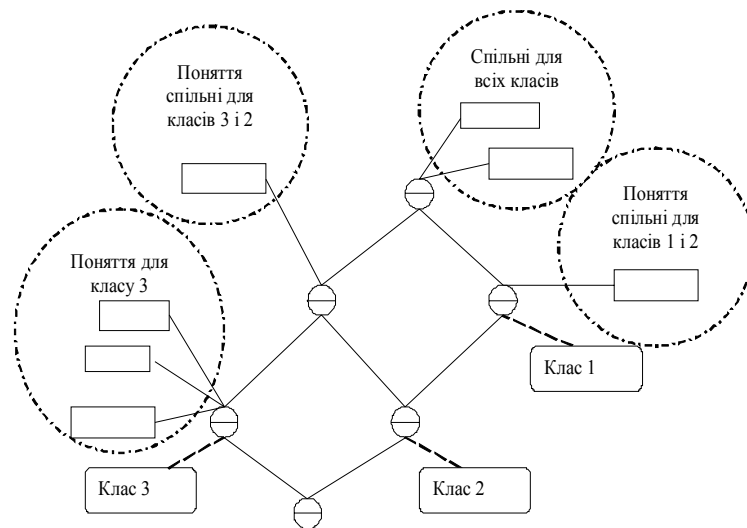 Поняття
спільні для
класів 3 і 2
Спільні для
всіх класів
Поняття
спільні для
класів 1 і 2
Поняття для
класу 3
Клас 1
Клас 3
Клас 2